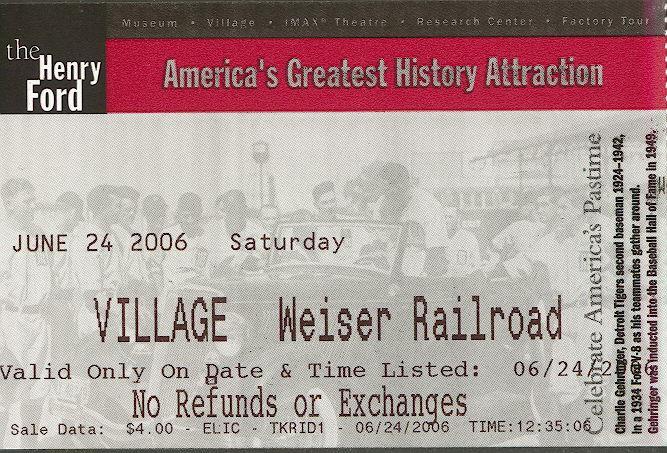 Museum • Village • IMAX® Theatre • Research Center • Factory Tour
the
Henry
Ford
America's Greatest History Attraction
JUNE 24 2006 Saturday
VILLAGE Weiser Railroad
Valid Only On Date & Time Listed: 06/24/2
No Refunds or Exchanges
Sale Data: $4.00 - ELIC - TKRID1 - 06/24/2006 TIME:12:35:06
Celebrate America's Pastime
Charlie Gehringer, Detroit Tigers second baseman 1924–1942,
in a 1934 Ford V-8 as his teammates gather around.
Gehringer was inducted into the Baseball Hall of Fame in 1949.